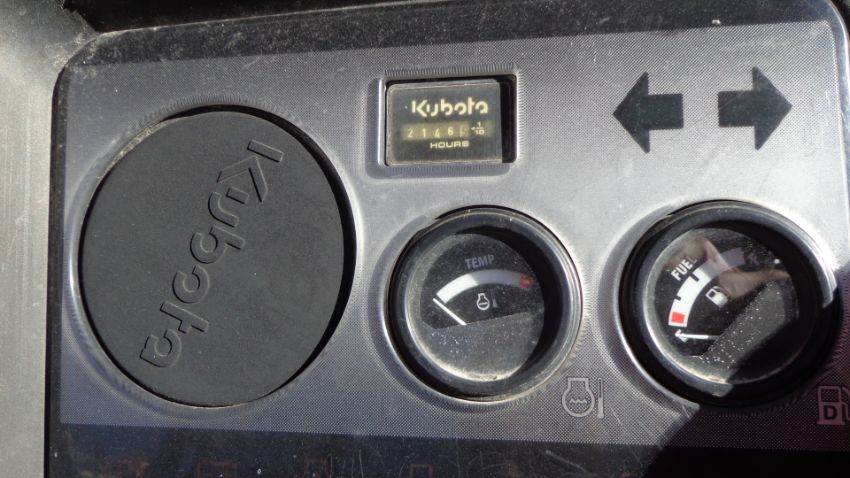 Kubota
2146
1/10
HOURS
Kubota
TEMP
FUEL
D